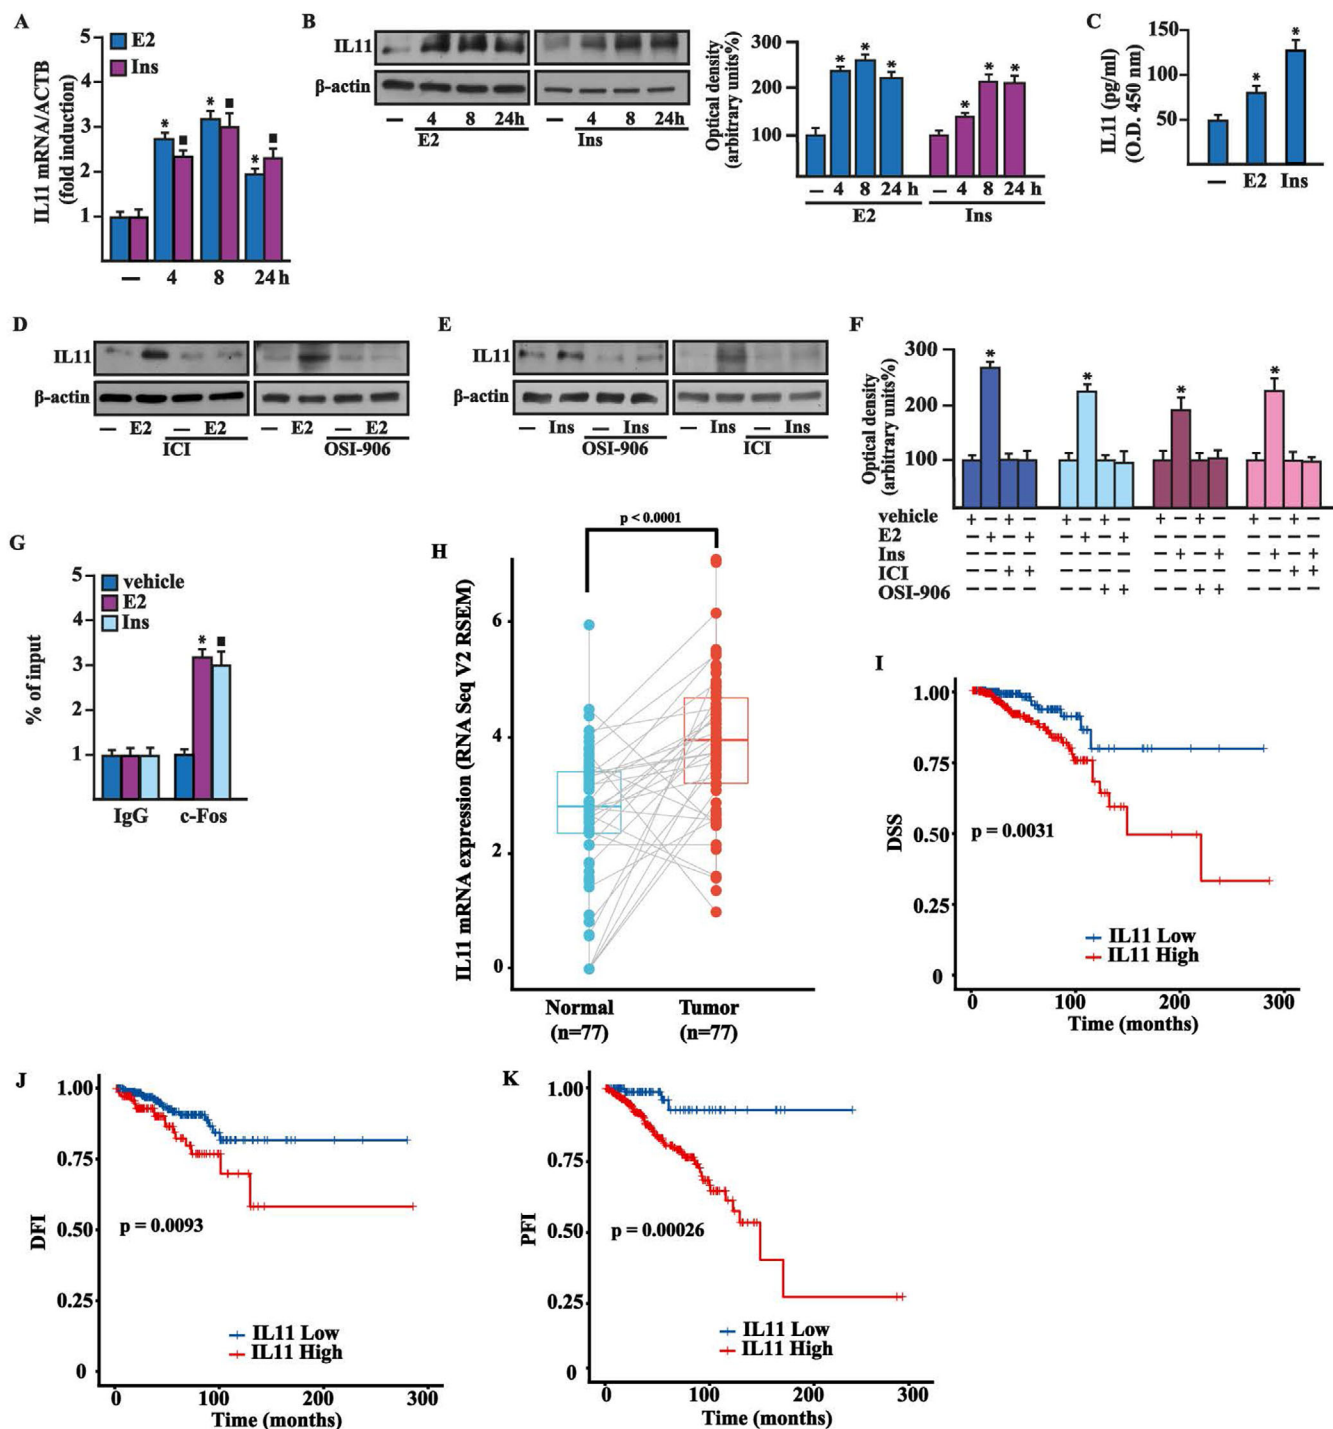 A
IL11 mRNA/ACTB
(fold induction)
5
4
3
2
1
E2
Ins
— 4 8 24 h
B
IL11
β-actin
4 8 24h
E2
4 8 24h
Ins
Optical density
(arbitrary units%)
300
200
100
— 4 8 24 h — 4 8 24 h
E2 Ins
C
IL11 (pg/ml)
(O.D. 450 nm)
150
100
50
— E2 Ins
D
IL11
β-actin
— E2 — E2
ICI
— E2 — E2
OSI-906
E
IL11
β-actin
— Ins — Ins
OSI-906
— Ins — Ins
ICI
F
Optical density
(arbitrary units%)
300
200
100
vehicle + − + − + − + − + − + − + − + −
E2 − + − + − + − + − − − − − − − −
Ins − − − − − − − − − + − + − + − +
ICI − − + + − − − − − − − − − − + +
OSI-906 − − − − − − + + − − + + − − − −
G
% of input
5
4
3
2
1
vehicle
E2
Ins
IgG c-Fos
H
p < 0.0001
IL11 mRNA expression (RNA Seq V2 RSEM)
6
4
2
0
Normal Tumor
(n=77) (n=77)
I
DSS
1.00
0.75
0.50
0.25
0
p = 0.0031
IL11 Low
IL11 High
0 100 200 300
Time (months)
J
DFI
1.00
0.75
0.50
0.25
0
p = 0.0093
IL11 Low
IL11 High
0 100 200 300
Time (months)
K
PFI
1.00
0.75
0.50
0.25
0
p = 0.00026
IL11 Low
IL11 High
0 100 200 300
Time (months)